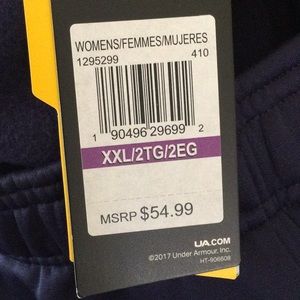 WOMENS/FEMMES/MUJERES
1295299 410
1 90496 29699 2
XXL/2TG/2EG
MSRP $54.99
UA.COM
©2017 Under Armour, Inc.
HT-906608